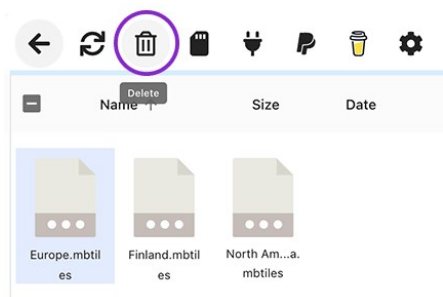 Delete
Name ↑ Size Date
Europe.mbtil
es
Finland.mbtil
es
North Am...a.
mbtiles